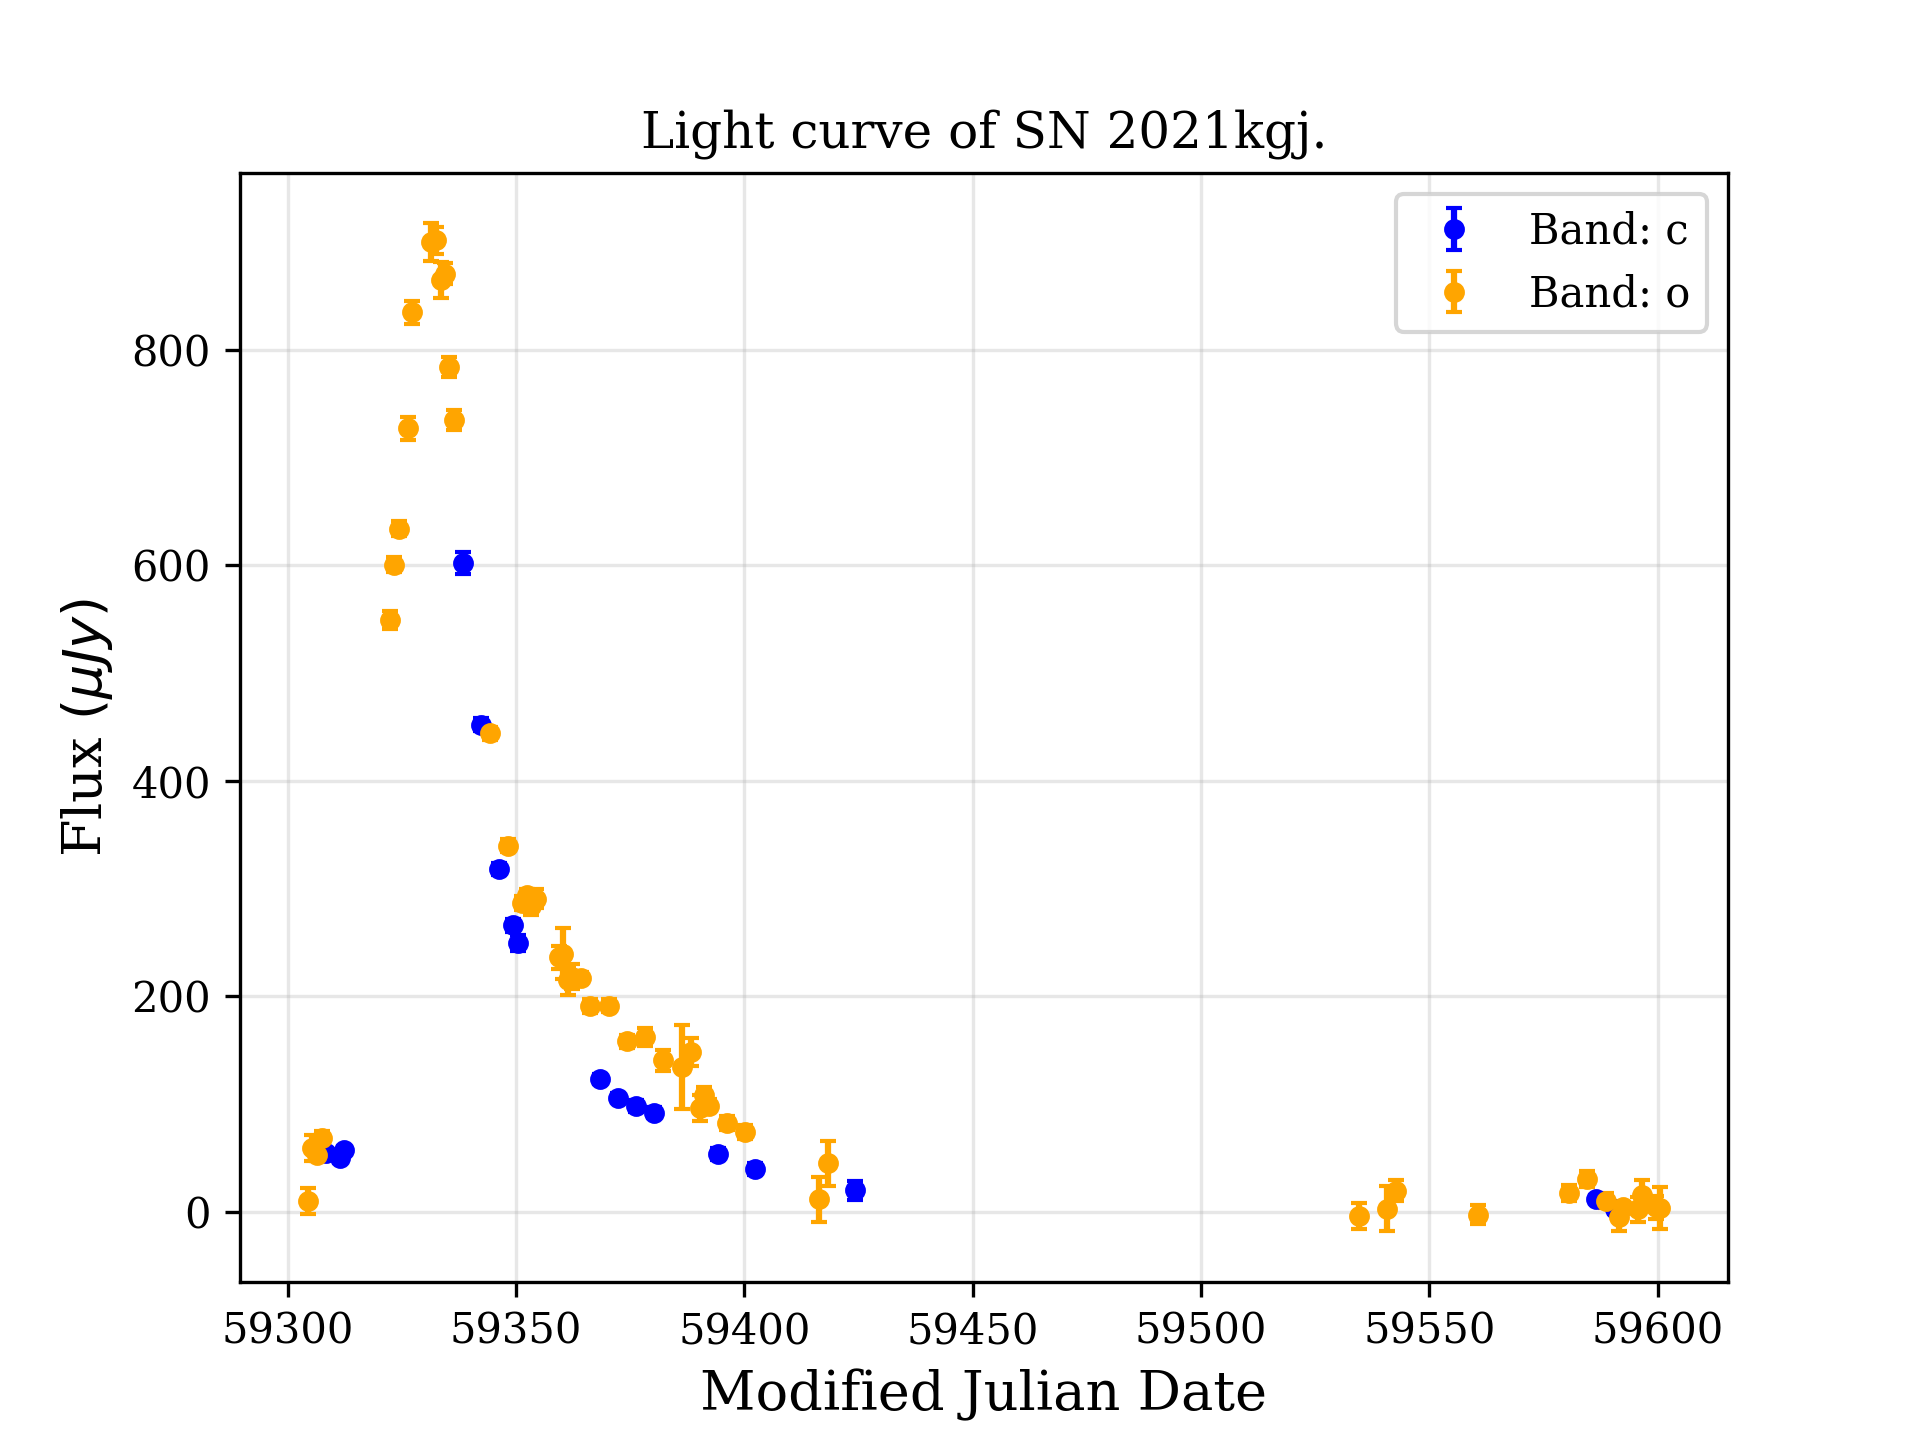 Light curve of SN 2021kgj.
Band: c
Band: o
800
600
400
200
0
Flux (μJy)
59300 59350 59400 59450 59500 59550 59600
Modified Julian Date